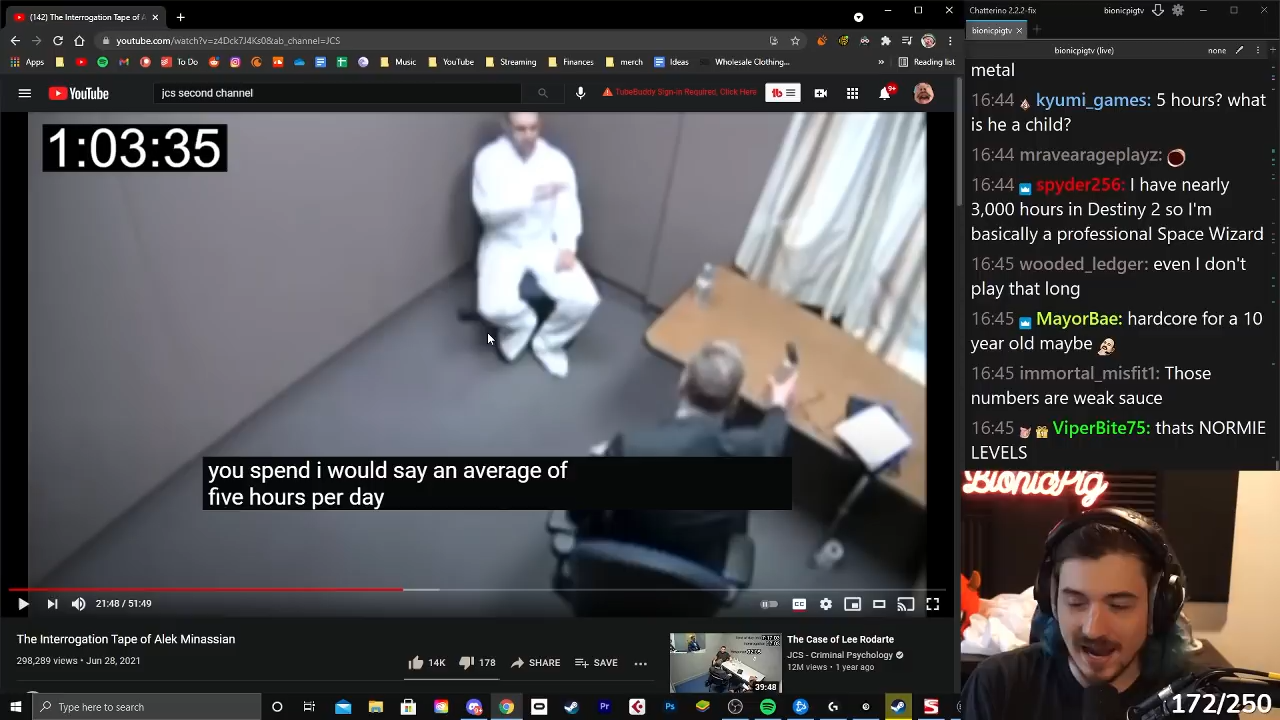 (142) The Interrogation Tape of A
youtube.com/watch?v=z4Dck7J4Ks0&ab_channel=JCS
Apps
To Do
Music
YouTube
Streaming
Finances
merch
Ideas
Wholesale Clothing...
Reading list
YouTube
jcs second channel
TubeBuddy Sign-in Required, Click Here
9+
1:03:35
you spend i would say an average of
five hours per day
21:48 / 51:49
The Interrogation Tape of Alek Minassian
298,289 views • Jun 28, 2021
14K
178
SHARE
SAVE
39:48
The Case of Lee Rodarte
JCS - Criminal Psychology
12M views • 1 year ago
Type here to search
Chatterino 2.2.2-fix
bionicpigtv
bionicpigtv
bionicpigtv (live)
none
metal
16:44 kyumi_games: 5 hours? what
is he a child?
16:44 mravearageplayz:
16:44 spyder256: I have nearly
3,000 hours in Destiny 2 so I'm
basically a professional Space Wizard
16:45 wooded_ledger: even I don't
play that long
16:45 MayorBae: hardcore for a 10
year old maybe
16:45 immortal_misfit1: Those
numbers are weak sauce
16:45 ViperBite75: thats NORMIE
LEVELS
BionicPig
172/250